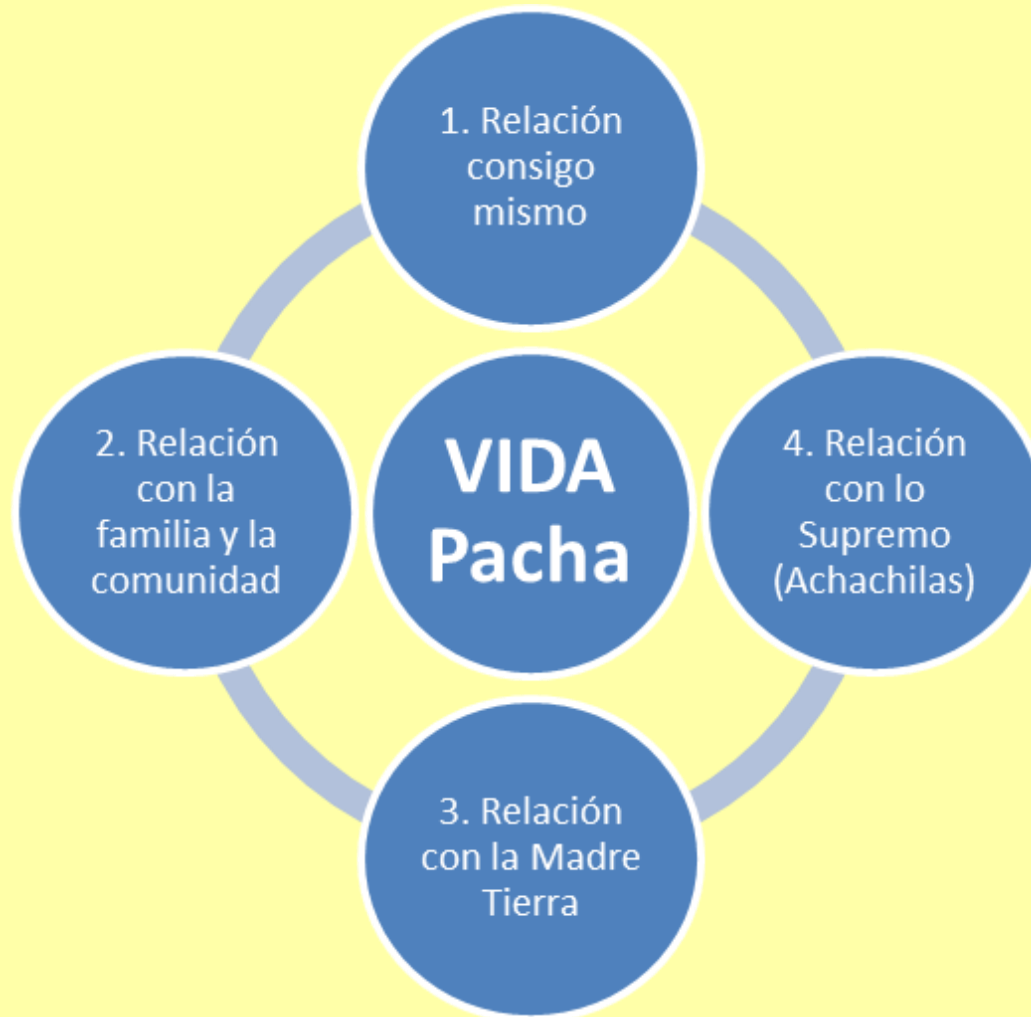 1. Relación
consigo
mismo
2. Relación
con la
familia y la
comunidad
VIDA
Pacha
4. Relación
con lo
Supremo
(Achachilas)
3. Relación
con la Madre
Tierra